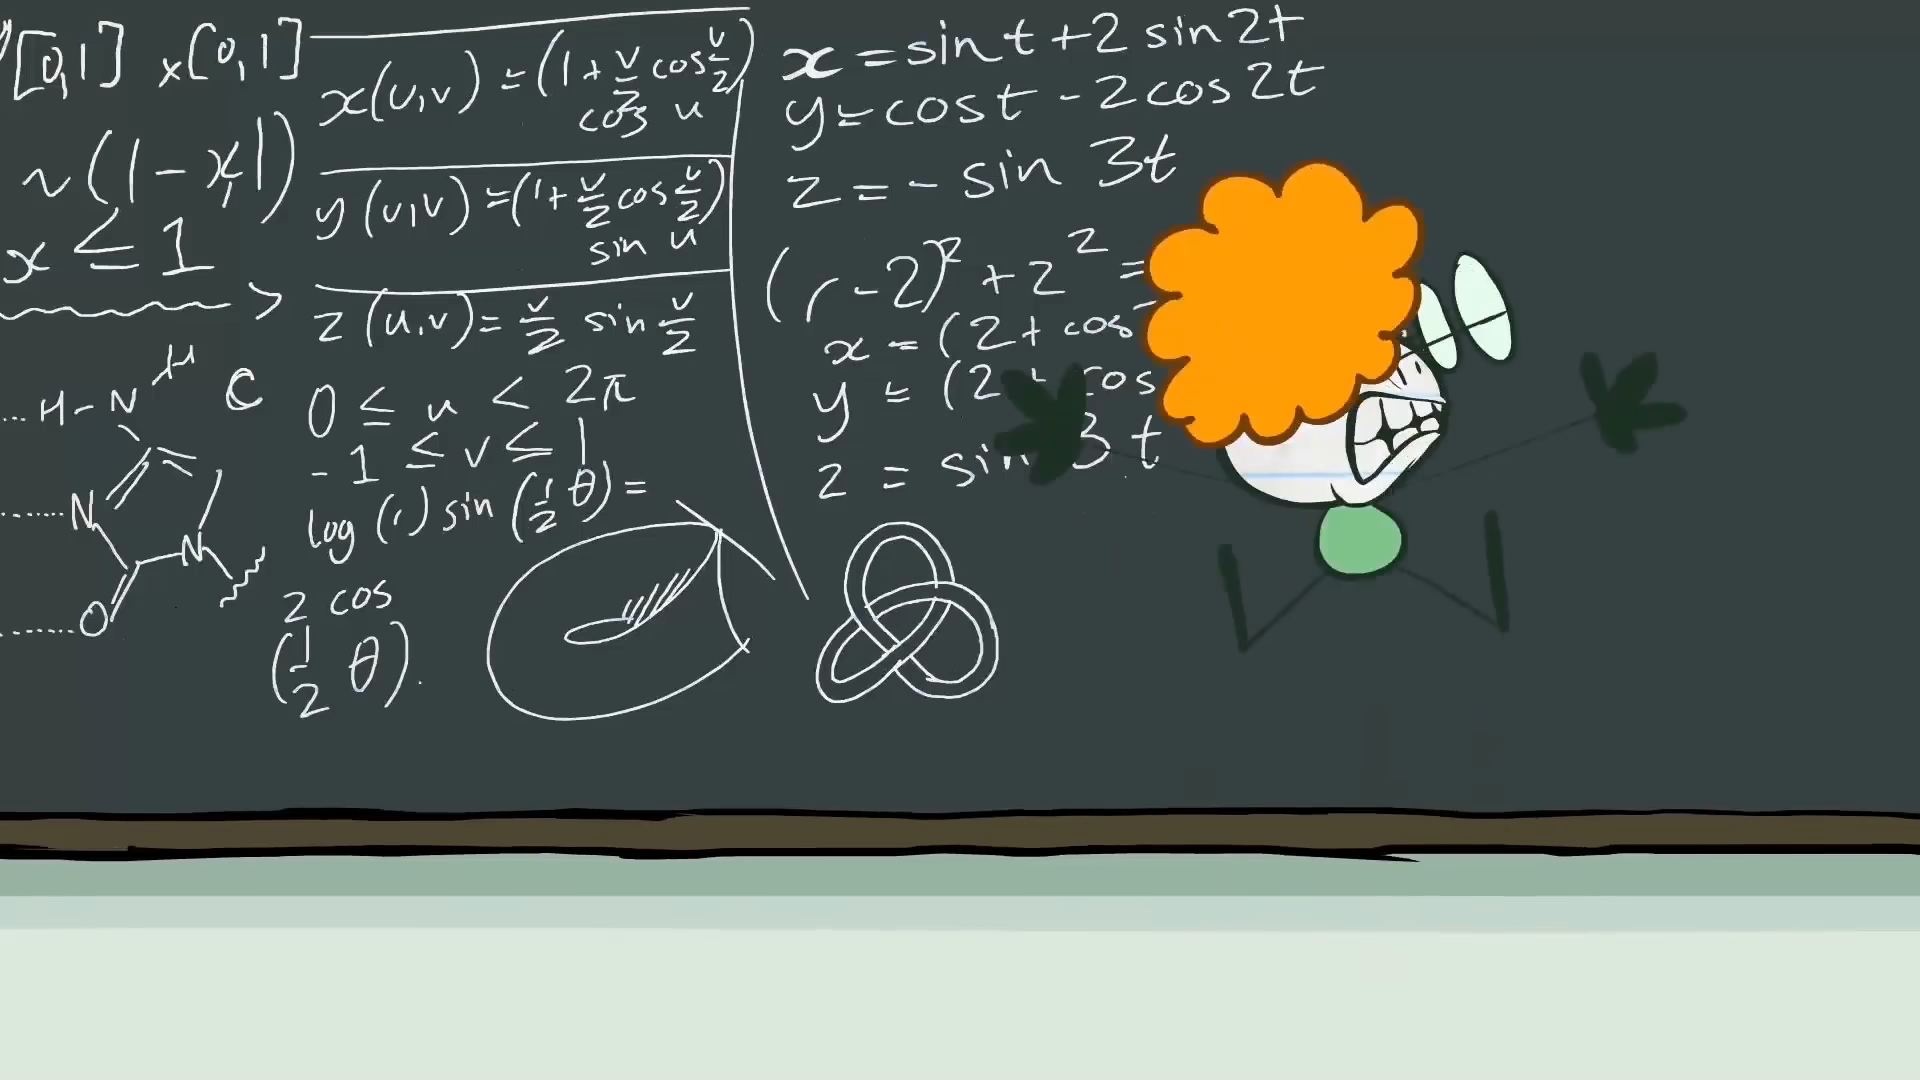 [0,1] x[0,1]
~(1-x,1)
x ≤ 1
H-N H C
N
N
O
x(u,v) = (1+v/2 cos v/2)
cos u
y(u,v) = (1+v/2 cos v/2)
sin u
z(u,v) = v/2 sin v/2
0 ≤ u < 2π
-1 ≤ v ≤ 1
log(r) sin(1/2 θ) =
2 cos
(1/2 θ).
x = sin t + 2 sin 2t
y = cos t - 2 cos 2t
z = - sin 3t
(r-2)² + z² =
x = (2 + cos
y = (2 + cos
z = sin 3t